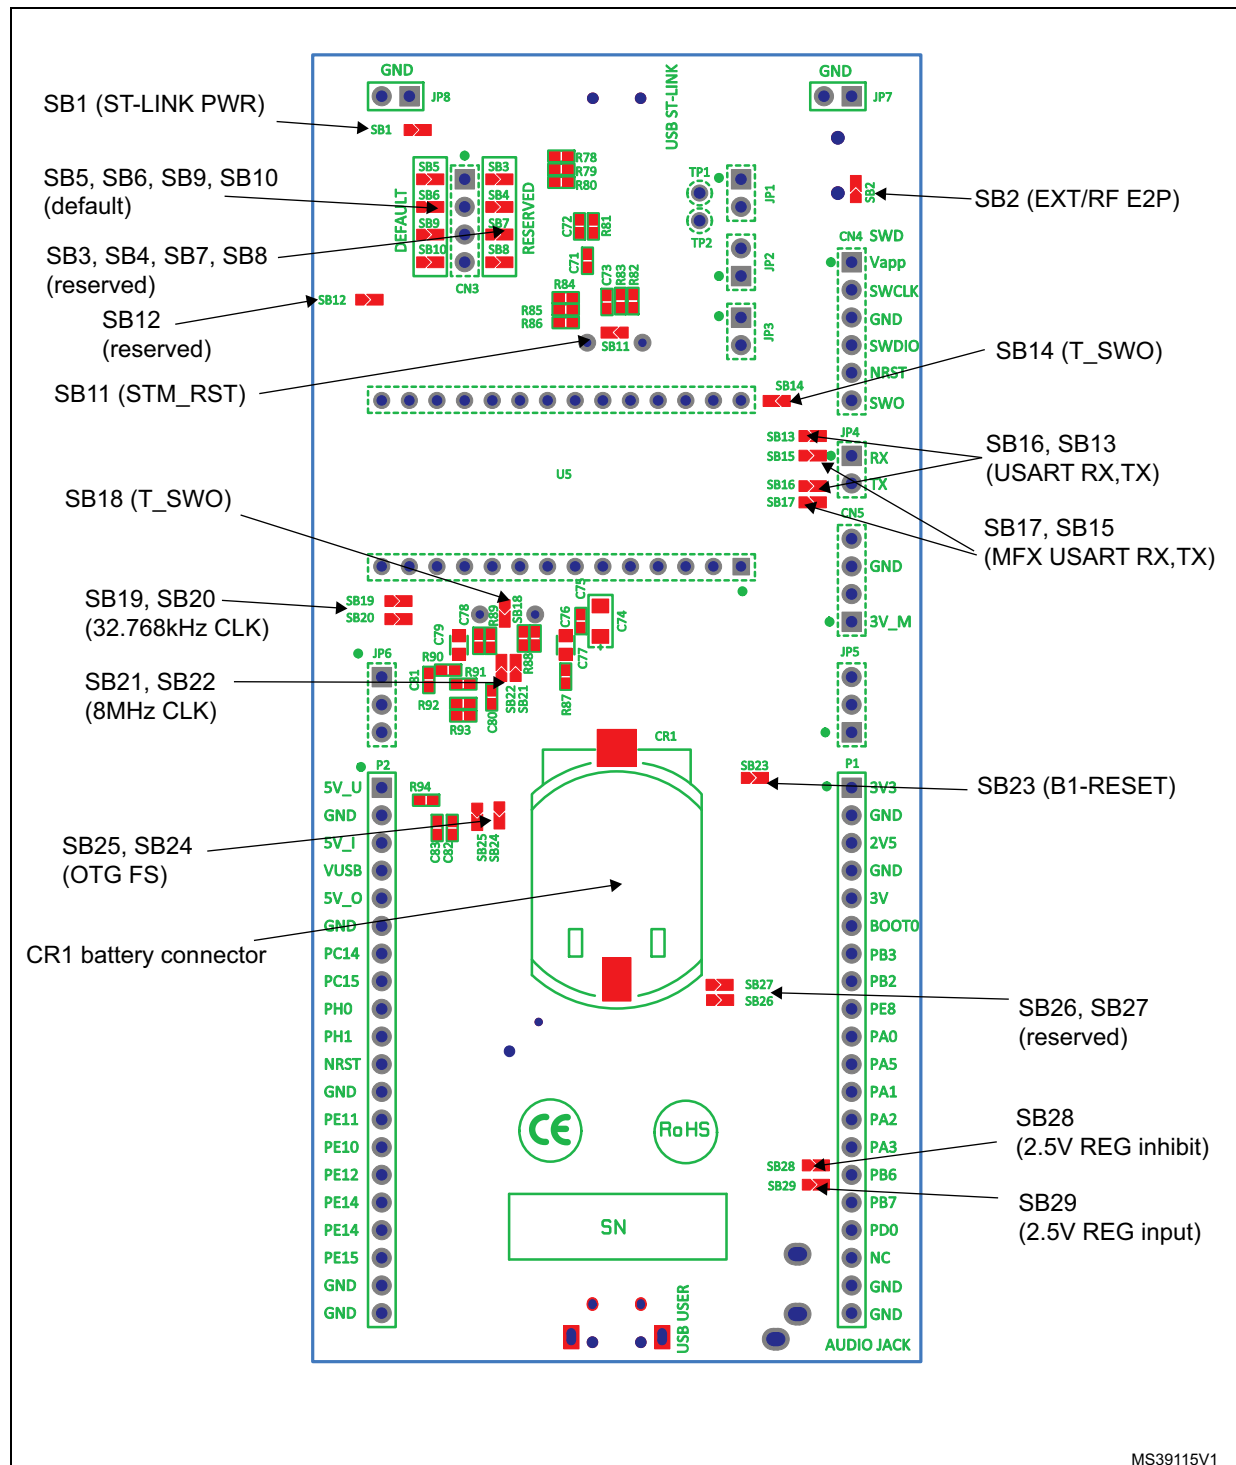 GND
GND
JP8
JP7
USB ST-LINK
SB1 (ST-LINK PWR)
SB1
SB5, SB6, SB9, SB10
(default)
SB3, SB4, SB7, SB8
(reserved)
SB12
(reserved)
SB11 (STM_RST)
DEFAULT
SB5
SB6
SB9
SB10
CN3
SB3
SB4
SB7
SB8
RESERVED
SB12
R78
R79
R80
C72
R81
C71
R84
R85
R86
C73
R83
R82
SB11
TP1
TP2
JP1
JP2
JP3
SB2
SB2 (EXT/RF E2P)
CN4
SWD
Vapp
SWCLK
GND
SWDIO
NRST
SWO
SB14
SB14 (T_SWO)
SB13
SB15
SB16
SB17
JP4
RX
TX
SB16, SB13
(USART RX,TX)
SB17, SB15
(MFX USART RX,TX)
U5
CN5
GND
3V_M
SB18 (T_SWO)
SB19, SB20
(32.768kHz CLK)
SB21, SB22
(8MHz CLK)
SB19
SB20
C79
C78
R89
SB18
R88
C76
C75
C74
C77
R87
JP6
C81
R90
R91
R92
R93
C80
SB22
SB21
JP5
CR1
SB23
SB23 (B1-RESET)
P2
5V_U
GND
5V_I
VUSB
5V_O
GND
PC14
PC15
PH0
PH1
NRST
GND
PE11
PE10
PE12
PE14
PE14
PE15
GND
GND
R94
C83
C82
SB25
SB24
SB25, SB24
(OTG FS)
CR1 battery connector
P1
3V3
GND
2V5
GND
3V
BOOT0
PB3
PB2
PE8
PA0
PA5
PA1
PA2
PA3
PB6
PB7
PD0
NC
GND
GND
SB27
SB26
SB26, SB27
(reserved)
CE
RoHS
SB28
SB29
SB28
(2.5V REG inhibit)
SB29
(2.5V REG input)
SN
USB USER
AUDIO JACK
MS39115V1